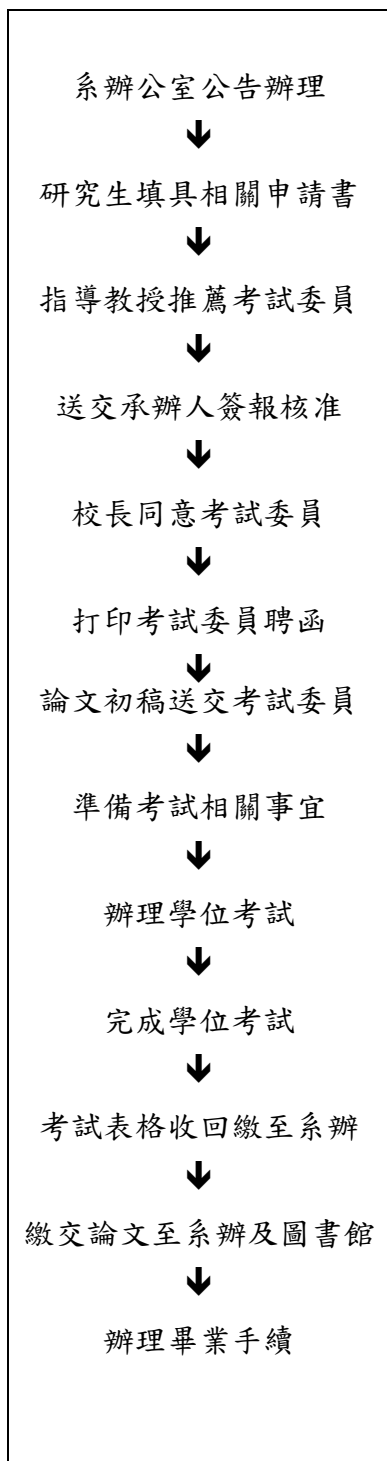 系辦公室公告辦理
🡻
研究生填具相關申請書
🡻
指導教授推薦考試委員
🡻
送交承辦人簽報核准
🡻
校長同意考試委員
🡻
打印考試委員聘函
🡻
論文初稿送交考試委員
🡻
準備考試相關事宜
🡻
辦理學位考試
🡻
完成學位考試
🡻
考試表格收回繳至系辦
🡻
繳交論文至系辦及圖書館
🡻
辦理畢業手續